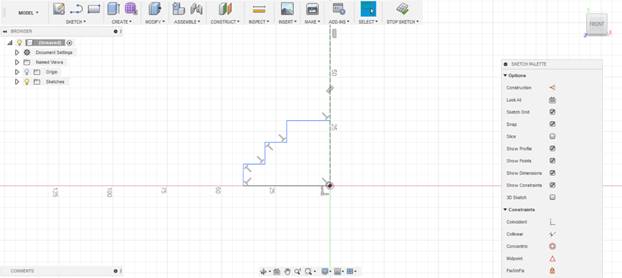 MODEL
SKETCH
CREATE
MODIFY
ASSEMBLE
CONSTRUCT
INSPECT
INSERT
MAKE
ADD-INS
SELECT
STOP SKETCH
BROWSER
(Unsaved)
Document Settings
Named Views
Origin
Sketches
FRONT
SKETCH PALETTE
Options
Construction
Look At
Sketch Grid
Snap
Slice
Show Profile
Show Points
Show Dimensions
Show Constraints
3D Sketch
Constraints
Coincident
Collinear
Concentric
Midpoint
Fix/UnFix
50
25
125
100
50
25
COMMENTS